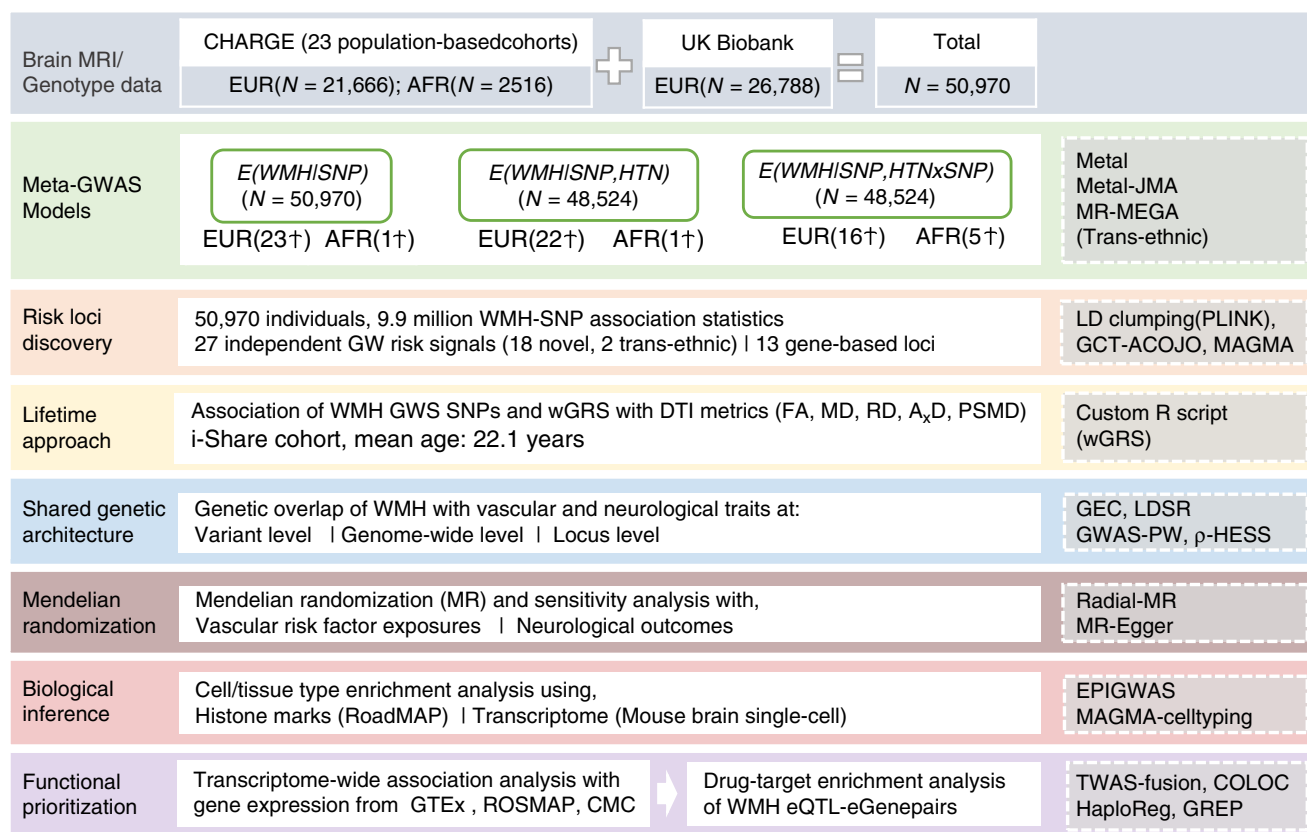 Brain MRI/
Genotype data
CHARGE (23 population-basedcohorts)
EUR(N = 21,666); AFR(N = 2516)
UK Biobank
EUR(N = 26,788)
Total
N = 50,970
Meta-GWAS
Models
E(WMH|SNP)
(N = 50,970)
EUR(23†) AFR(1†)
E(WMH|SNP,HTN)
(N = 48,524)
EUR(22†) AFR(1†)
E(WMH|SNP,HTNxSNP)
(N = 48,524)
EUR(16†) AFR(5†)
Metal
Metal-JMA
MR-MEGA
(Trans-ethnic)
Risk loci
discovery
50,970 individuals, 9.9 million WMH-SNP association statistics
27 independent GW risk signals (18 novel, 2 trans-ethnic) | 13 gene-based loci
LD clumping(PLINK),
GCT-ACOJO, MAGMA
Lifetime
approach
Association of WMH GWS SNPs and wGRS with DTI metrics (FA, MD, RD, AxD, PSMD)
i-Share cohort, mean age: 22.1 years
Custom R script
(wGRS)
Shared genetic
architecture
Genetic overlap of WMH with vascular and neurological traits at:
Variant level | Genome-wide level | Locus level
GEC, LDSR
GWAS-PW, ρ-HESS
Mendelian
randomization
Mendelian randomization (MR) and sensitivity analysis with,
Vascular risk factor exposures | Neurological outcomes
Radial-MR
MR-Egger
Biological
inference
Cell/tissue type enrichment analysis using,
Histone marks (RoadMAP) | Transcriptome (Mouse brain single-cell)
EPIGWAS
MAGMA-celltyping
Functional
prioritization
Transcriptome-wide association analysis with
gene expression from GTEx , ROSMAP, CMC
Drug-target enrichment analysis
of WMH eQTL-eGenepairs
TWAS-fusion, COLOC
HaploReg, GREP